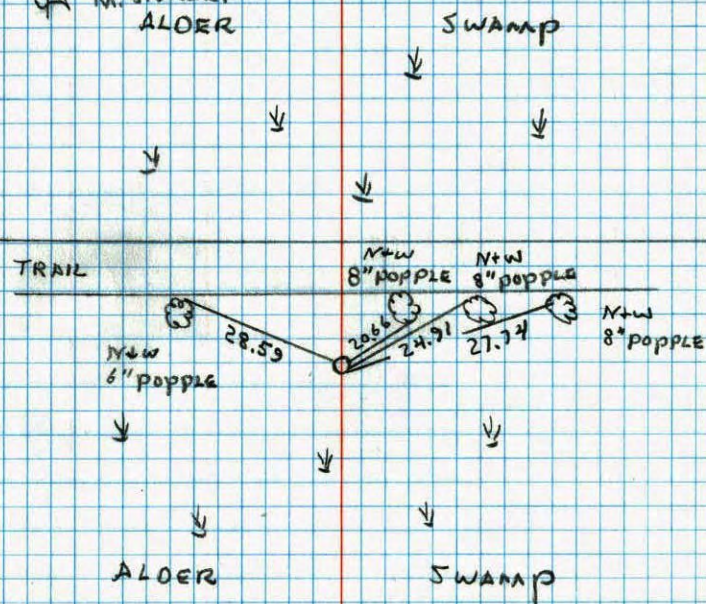 ALDER SWAMP
TRAIL
N+W
8" POPPLE
N+W
8" POPPLE
N+W
8" POPPLE
20.66
24.91
27.74
28.59
N+W
6" POPPLE
ALDER SWAMP